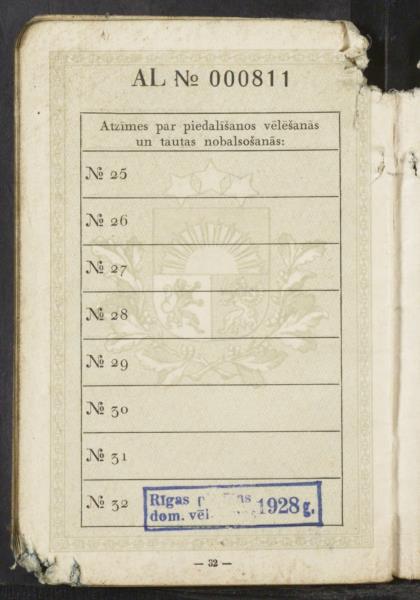 AL № 000811
Atzīmes par piedalīšanos vēlēšanās
un tautas nobalsošanās:
№ 25
№ 26
№ 27
№ 28
№ 29
№ 30
№ 31
№ 32
Rīgas 1928 g.
dom.
— 32 —